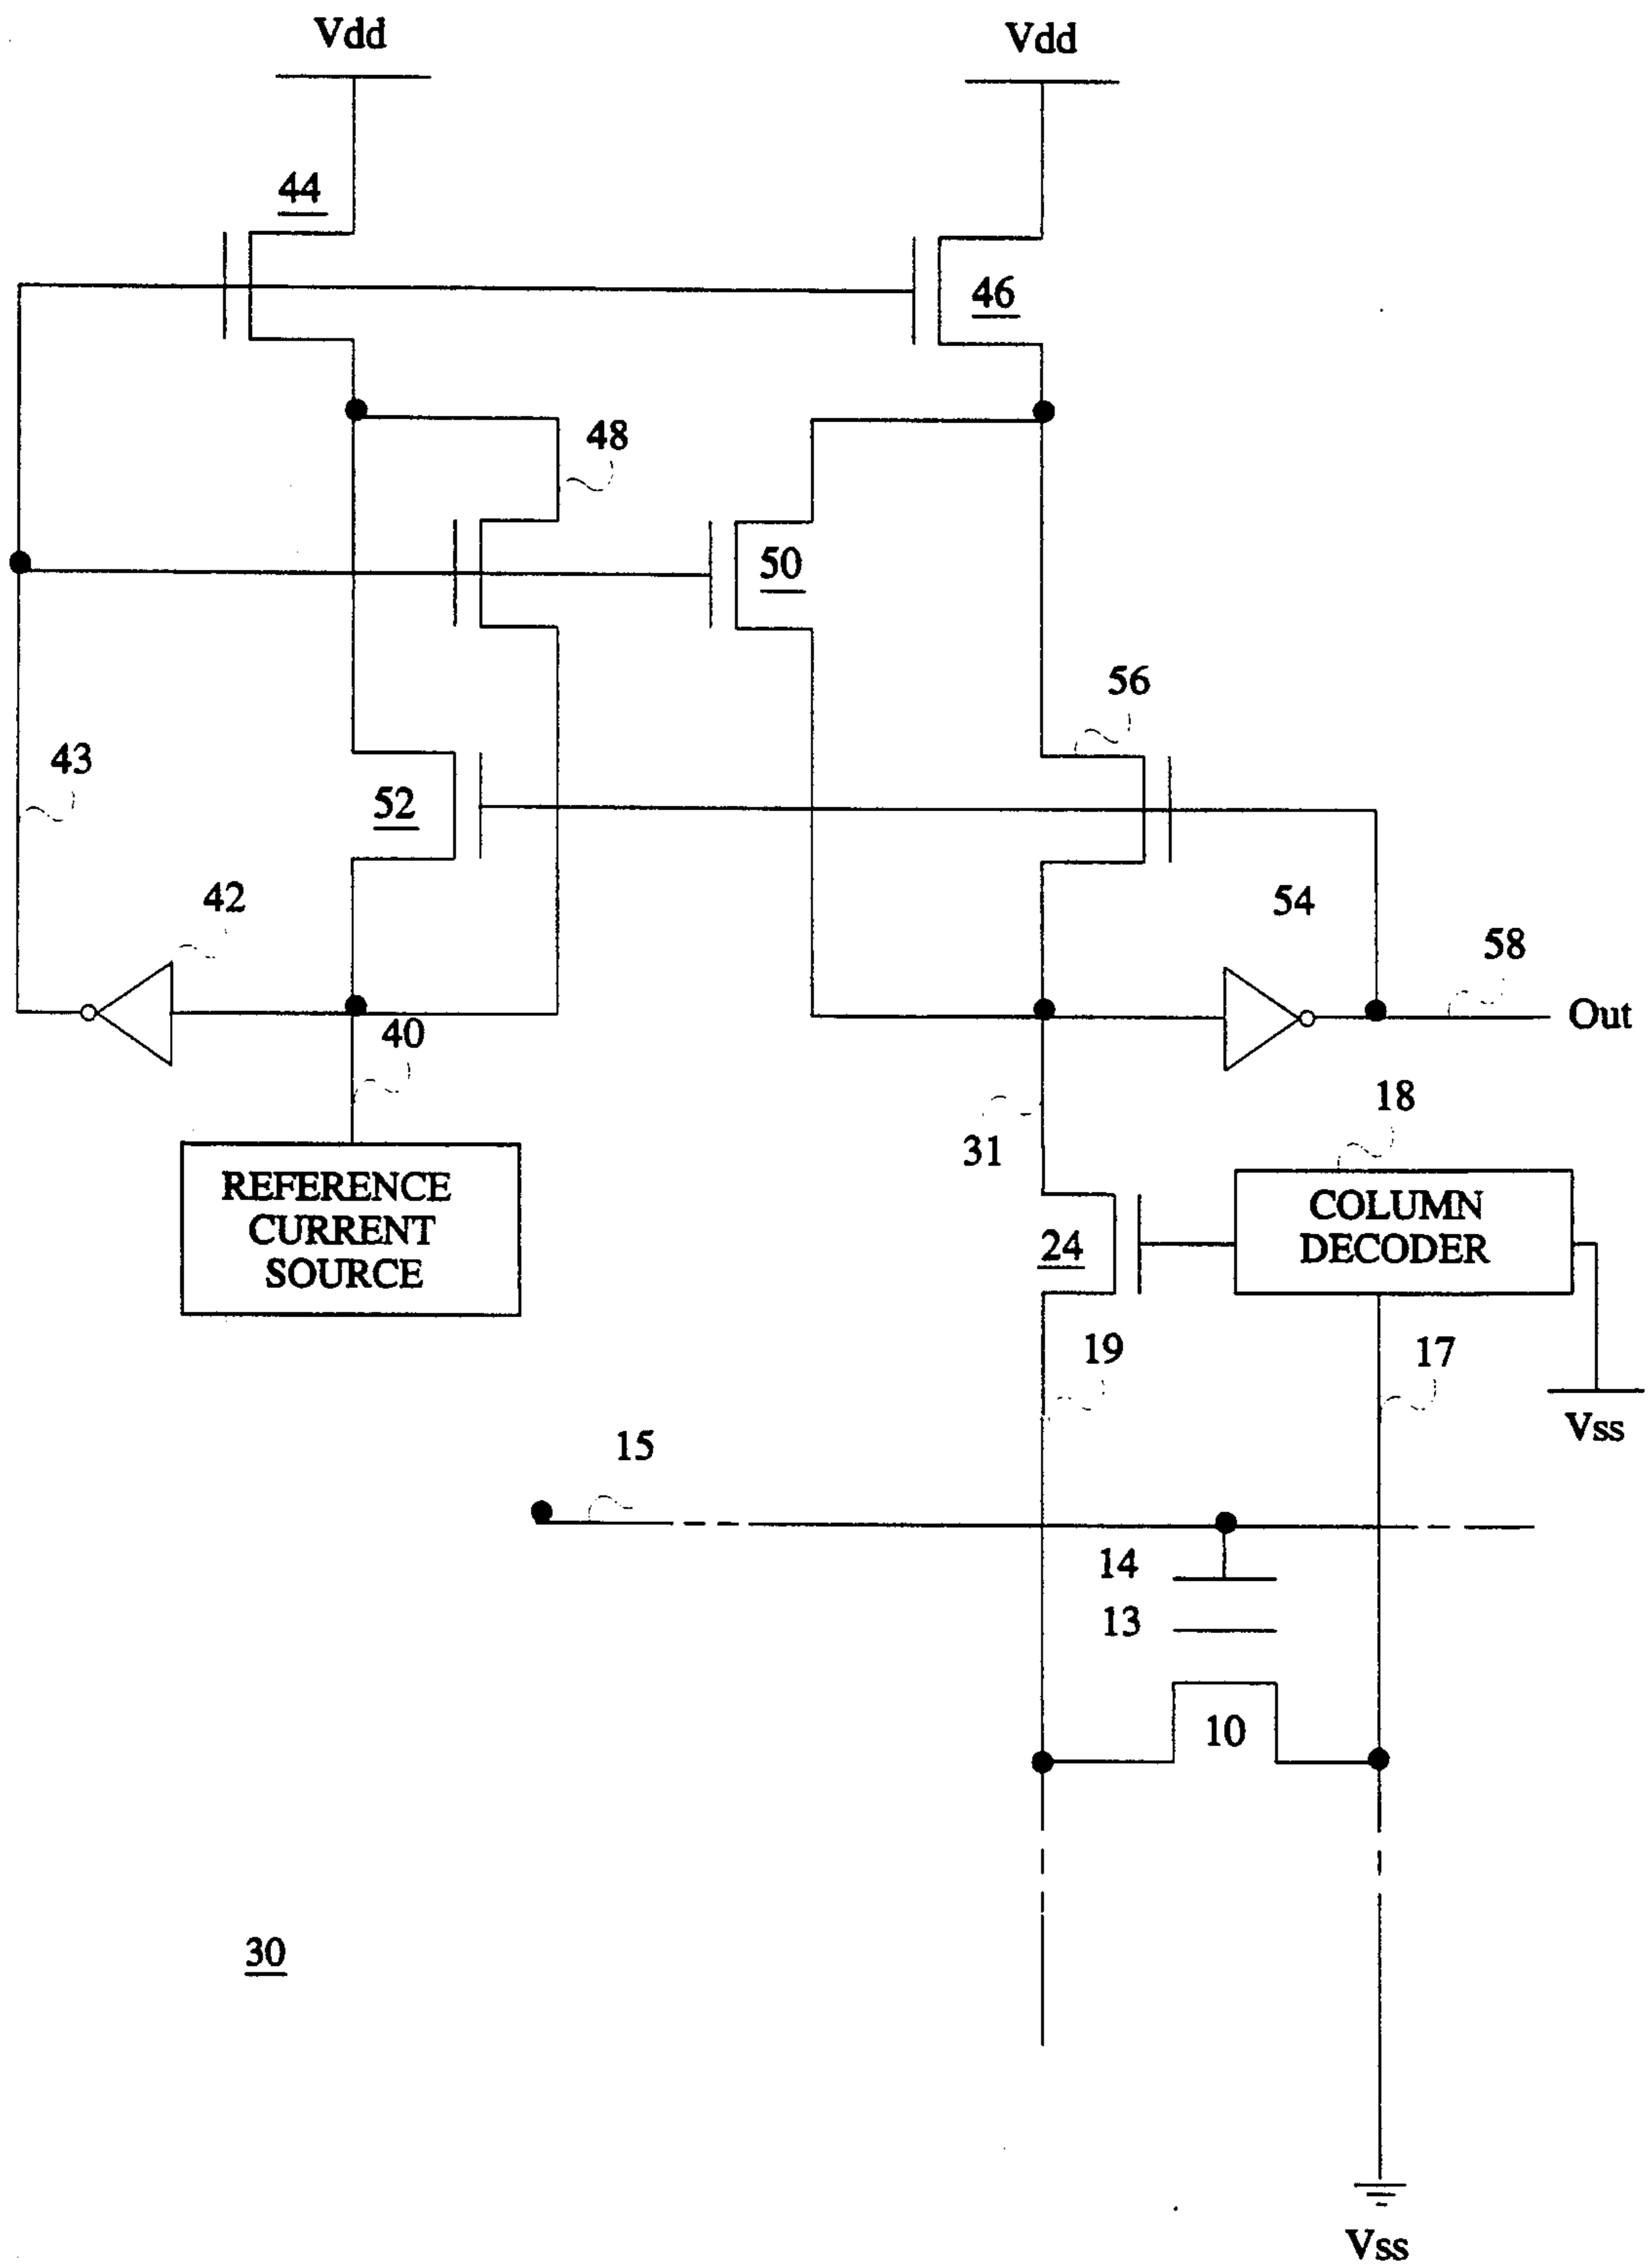 Vdd
Vdd
44
46
48
50
56
43
52
42
54
58
Out
40
18
31
REFERENCE
CURRENT
SOURCE
COLUMN
DECODER
24
19
17
Vss
15
14
13
10
30
Vss